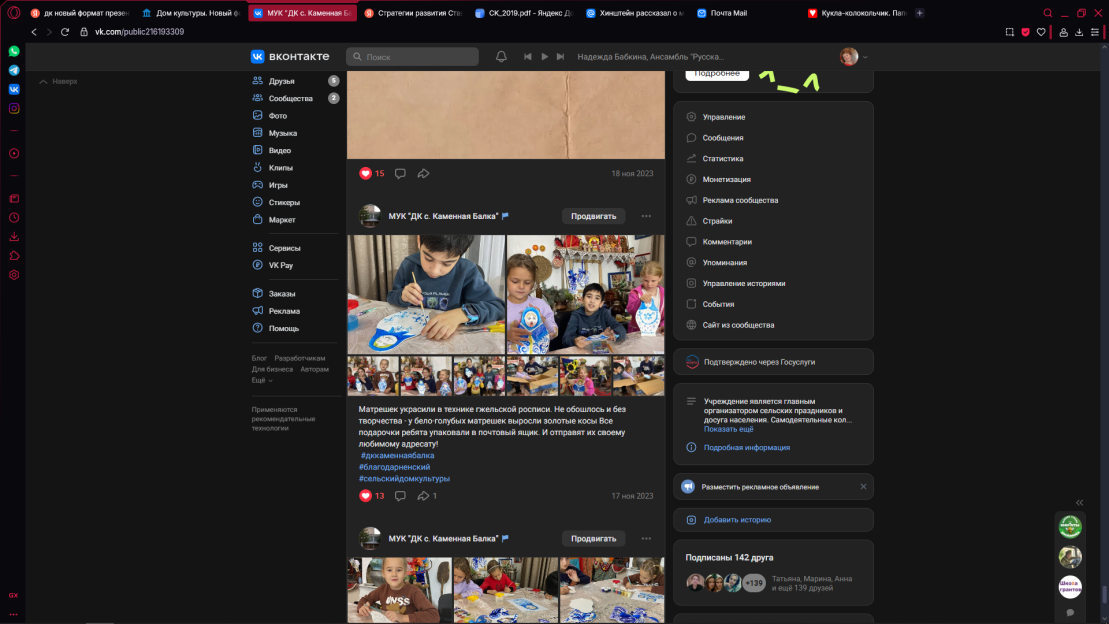 дк новый формат презен
Дом культуры. Новый ф
МУК "ДК с. Каменная Б
Стратегии развития Ств
СК_2019.pdf - Яндекс Д
Хинштейн рассказал о м
Почта Mail
Кукла-колокольчик. Пап
vk.com/public216193309
вконтакте
Поиск
Надежда Бабкина, Ансамбль "Русска...
Наверх
Друзья 5
Сообщества 2
Фото
Музыка
Видео
Клипы
Игры
Стикеры
Маркет
Сервисы
VK Pay
Заказы
Реклама
Помощь
Блог Разработчикам
Для бизнеса Авторам
Ещё
Применяются
рекомендательные
технологии
15
18 ноя 2023
МУК "ДК с. Каменная Балка"
Продвигать
Матрешек украсили в технике гжельской росписи. Не обошлось и без
творчества - у бело-голубых матрешек выросли золотые косы Все
подарочки ребята упаковали в почтовый ящик. И отправят их своему
любимому адресату!
#дккаменнаябалка
#благодарненский
#сельскийдомкультуры
13
1
17 ноя 2023
МУК "ДК с. Каменная Балка"
Продвигать
Подробнее
Управление
Сообщения
Статистика
Монетизация
Реклама сообщества
Страйки
Комментарии
Упоминания
Управление историями
События
Сайт из сообщества
Подтверждено через Госуслуги
Учреждение является главным
организатором сельских праздников и
досуга населения. Самодеятельные кол...
Показать ещё
Подробная информация
Разместить рекламное объявление
Добавить историю
Подписаны 142 друга
+139
Татьяна, Марина, Анна
и ещё 139 друзей
Школа
грантов
GX